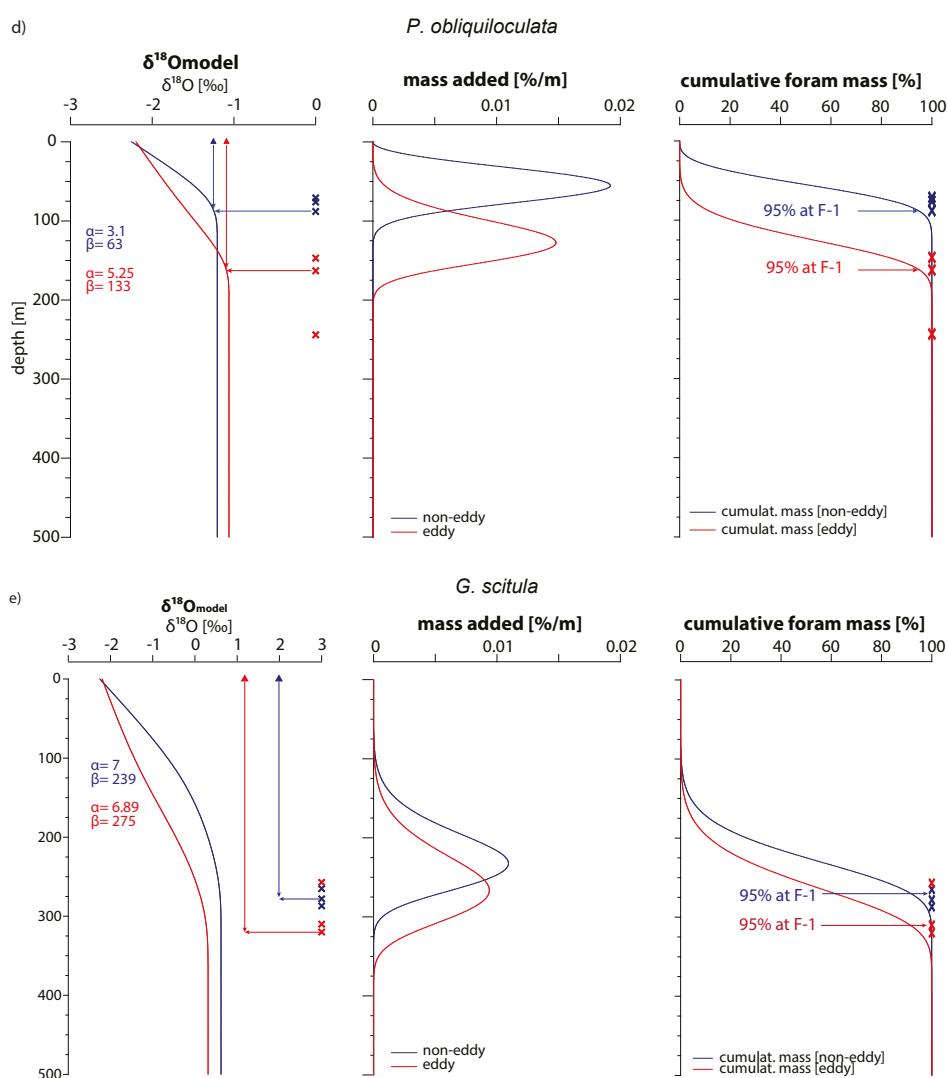 d)
P. obliquiloculata
δ¹⁸Omodel
δ¹⁸O [‰]
-3 -2 -1 0
mass added [%/m]
0 0.01 0.02
cumulative foram mass [%]
0 20 40 60 80 100
0
100
200
300
400
500
depth [m]
α= 3.1
β= 63
α= 5.25
β= 133
non-eddy
eddy
95% at F-1
95% at F-1
cumulat. mass [non-eddy]
cumulat. mass [eddy]
e)
G. scitula
δ¹⁸Omodel
δ¹⁸O [‰]
-3 -2 -1 0 1 2 3
mass added [%/m]
0 0.01 0.02
cumulative foram mass [%]
0 20 40 60 80 100
0
100
200
300
400
500
α= 7
β= 239
α= 6.89
β= 275
non-eddy
eddy
95% at F-1
95% at F-1
cumulat. mass [non-eddy]
cumulat. mass [eddy]